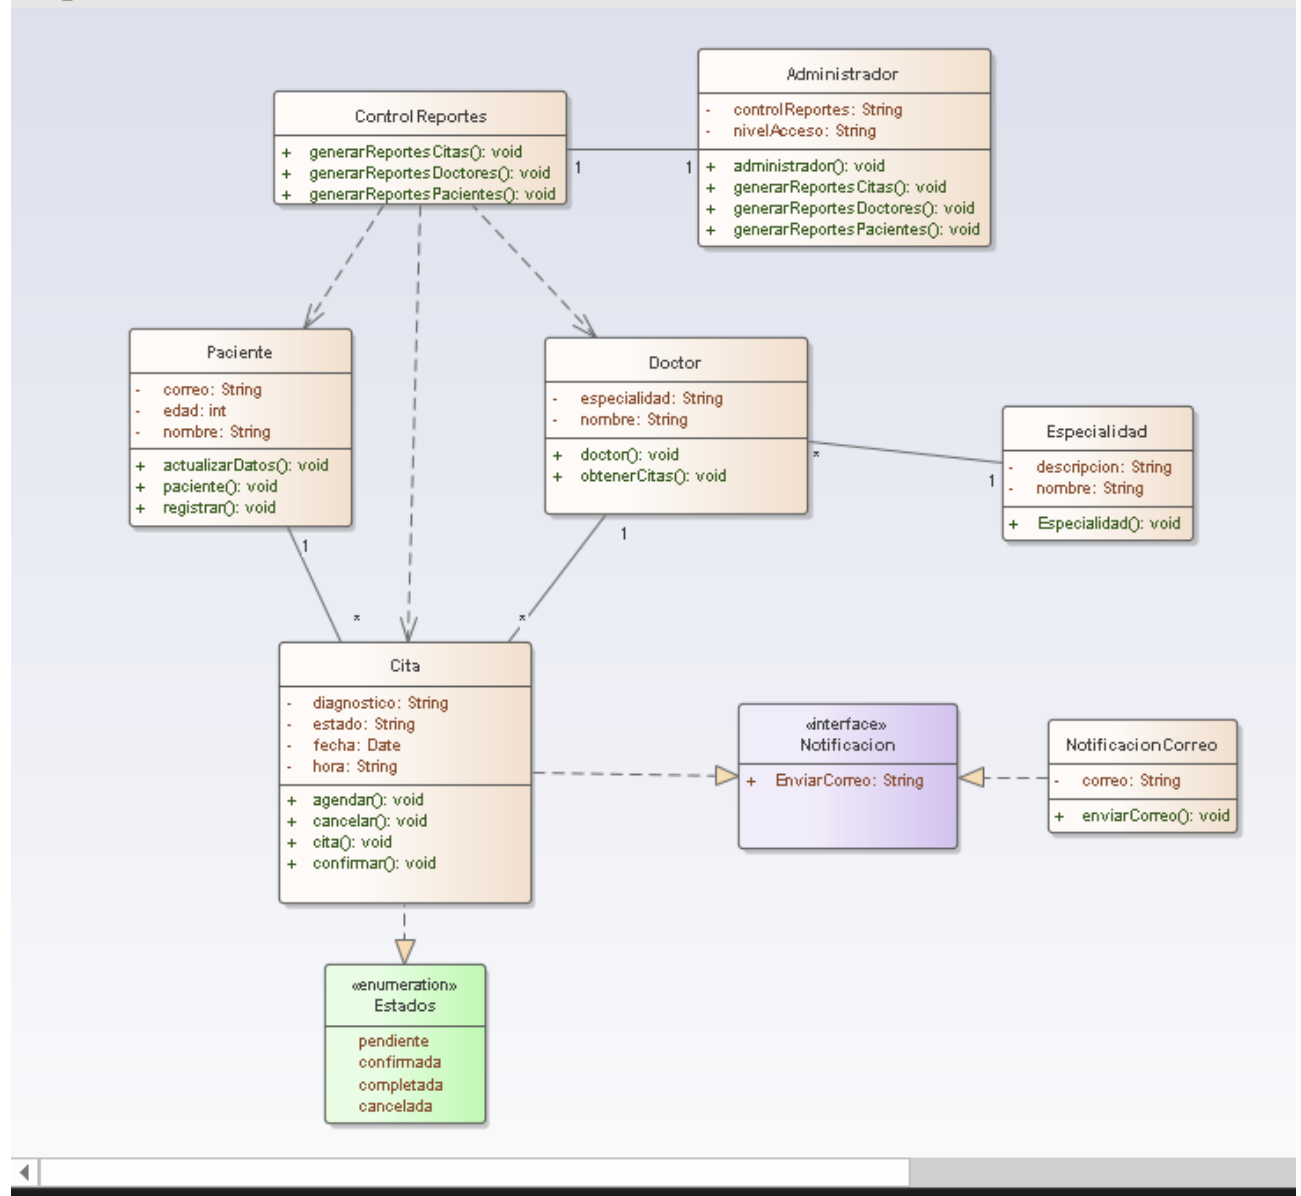 Control Reportes
+ generarReportesCitas(): void
+ generarReportesDoctores(): void
+ generarReportesPacientes(): void
1
1
Administrador
- controlReportes: String
- nivelAcceso: String
+ administrador(): void
+ generarReportesCitas(): void
+ generarReportesDoctores(): void
+ generarReportesPacientes(): void
Paciente
- correo: String
- edad: int
- nombre: String
+ actualizarDatos(): void
+ paciente(): void
+ registrar(): void
1
*
Doctor
- especialidad: String
- nombre: String
+ doctor(): void
+ obtenerCitas(): void
*
1
1
*
Especialidad
- descripcion: String
- nombre: String
+ Especialidad(): void
Cita
- diagnostico: String
- estado: String
- fecha: Date
- hora: String
+ agendar(): void
+ cancelar(): void
+ cita(): void
+ confirmar(): void
«interface»
Notificacion
+ EnviarCorreo: String
NotificacionCorreo
- correo: String
+ enviarCorreo(): void
«enumeration»
Estados
pendiente
confirmada
completada
cancelada